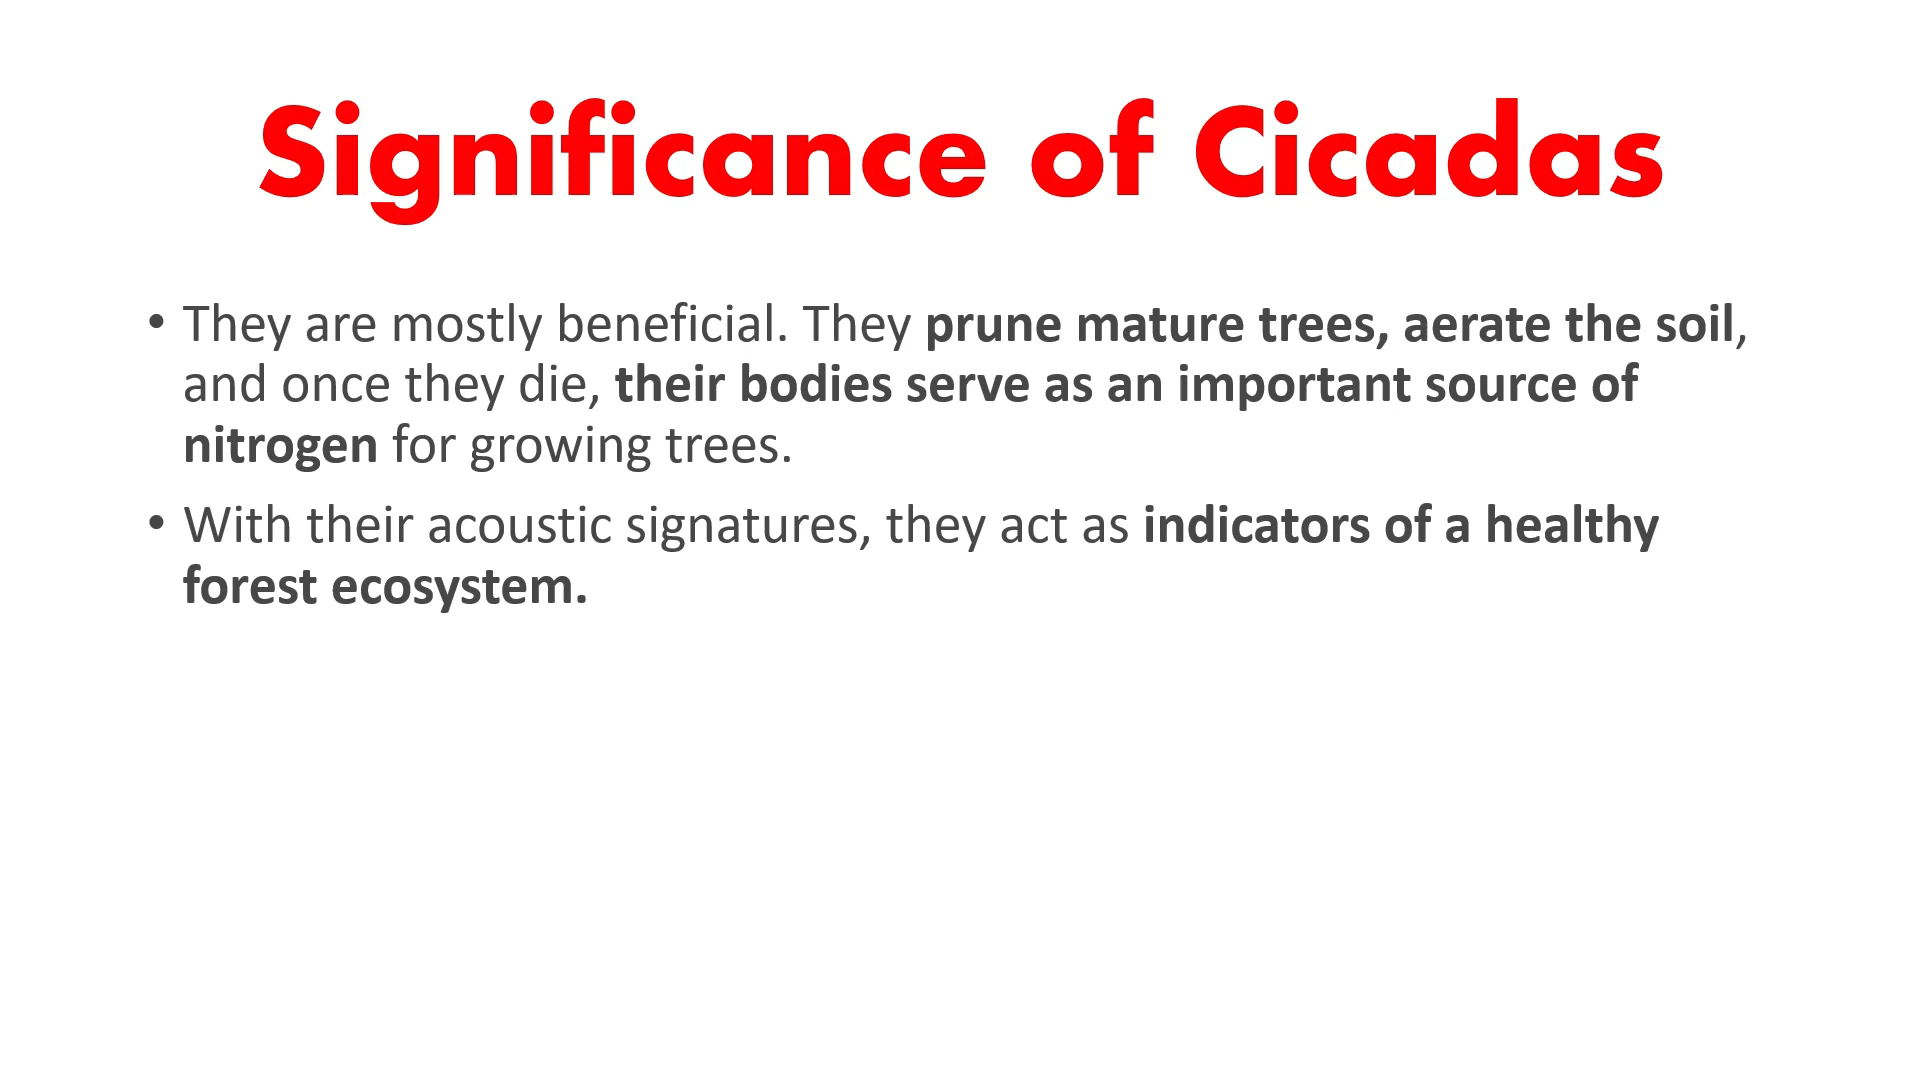 Significance of Cicadas
• They are mostly beneficial. They prune mature trees, aerate the soil,
and once they die, their bodies serve as an important source of
nitrogen for growing trees.
• With their acoustic signatures, they act as indicators of a healthy
forest ecosystem.